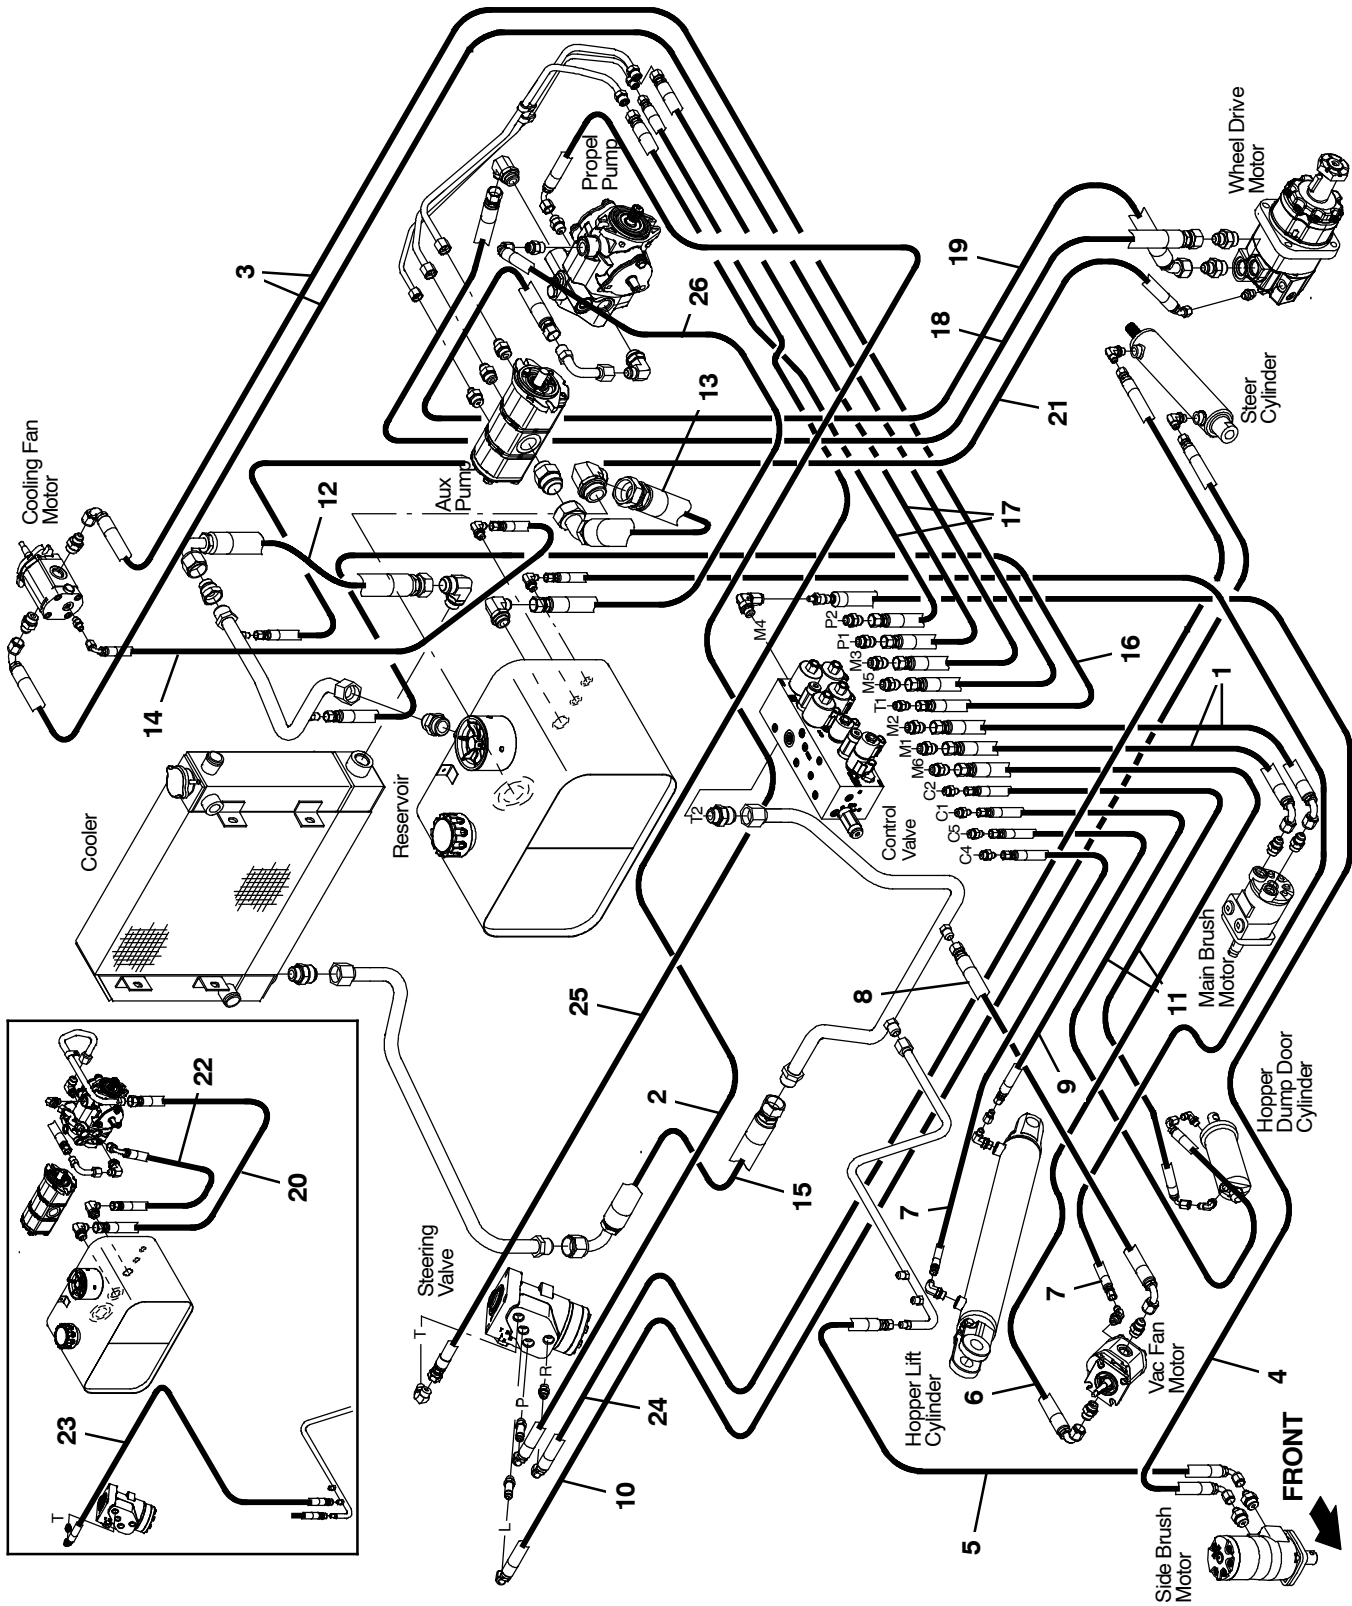 Cooling Fan
Motor
3
Propel
Pump
26
Aux
Pump
13
12
14
Cooler
Reservoir
19
18
21
Wheel Drive
Motor
Steer
Cylinder
17
16
1
M4
P2
P1
M3
M5
T1
M2
M1
M6
C2
C1
C5
C4
T2
Control
Valve
Main Brush
Motor
11
Hopper
Dump Door
Cylinder
8
9
25
2
15
7
7
Steering
Valve
T
P
R
L
24
10
Hopper Lift
Cylinder
6
Vac Fan
Motor
4
5
Side Brush
Motor
FRONT
22
20
23
T